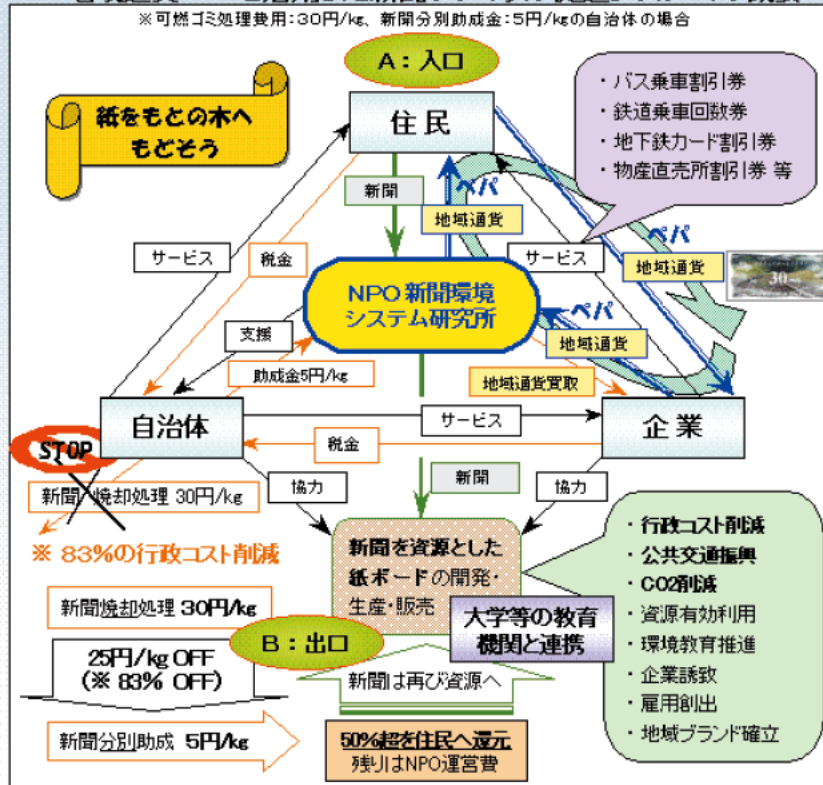 ※可燃ゴミ処理費用:30円/kg、新聞分別助成金:5円/kgの自治体の場合
A:入口
紙をもとの木へ
もどそう
住民
・バス乗車割引券
・鉄道乗車回数券
・地下鉄カード割引券
・物産直売所割引券 等
新聞
ペパ
地域通貨
サービス
税金
サービス
ペパ
地域通貨
30
NPO 新聞環境
システム研究所
支援
助成金5円/kg
ペパ
地域通貨
地域通貨買取
自治体
サービス
税金
企業
STOP
新聞 焼却処理 30円/kg
協力
新聞
協力
※ 83%の行政コスト削減
新聞を資源とした
紙ボードの開発・
生産・販売
・行政コスト削減
・公共交通振興
・CO2削減
・資源有効利用
・環境教育推進
・企業誘致
・雇用創出
・地域ブランド確立
新聞焼却処理 30円/kg
B:出口
大学等の教育
機関と連携
25円/kg OFF
(※ 83% OFF)
新聞は再び資源へ
新聞分別助成 5円/kg
50%超を住民へ還元
残りはNPO運営費